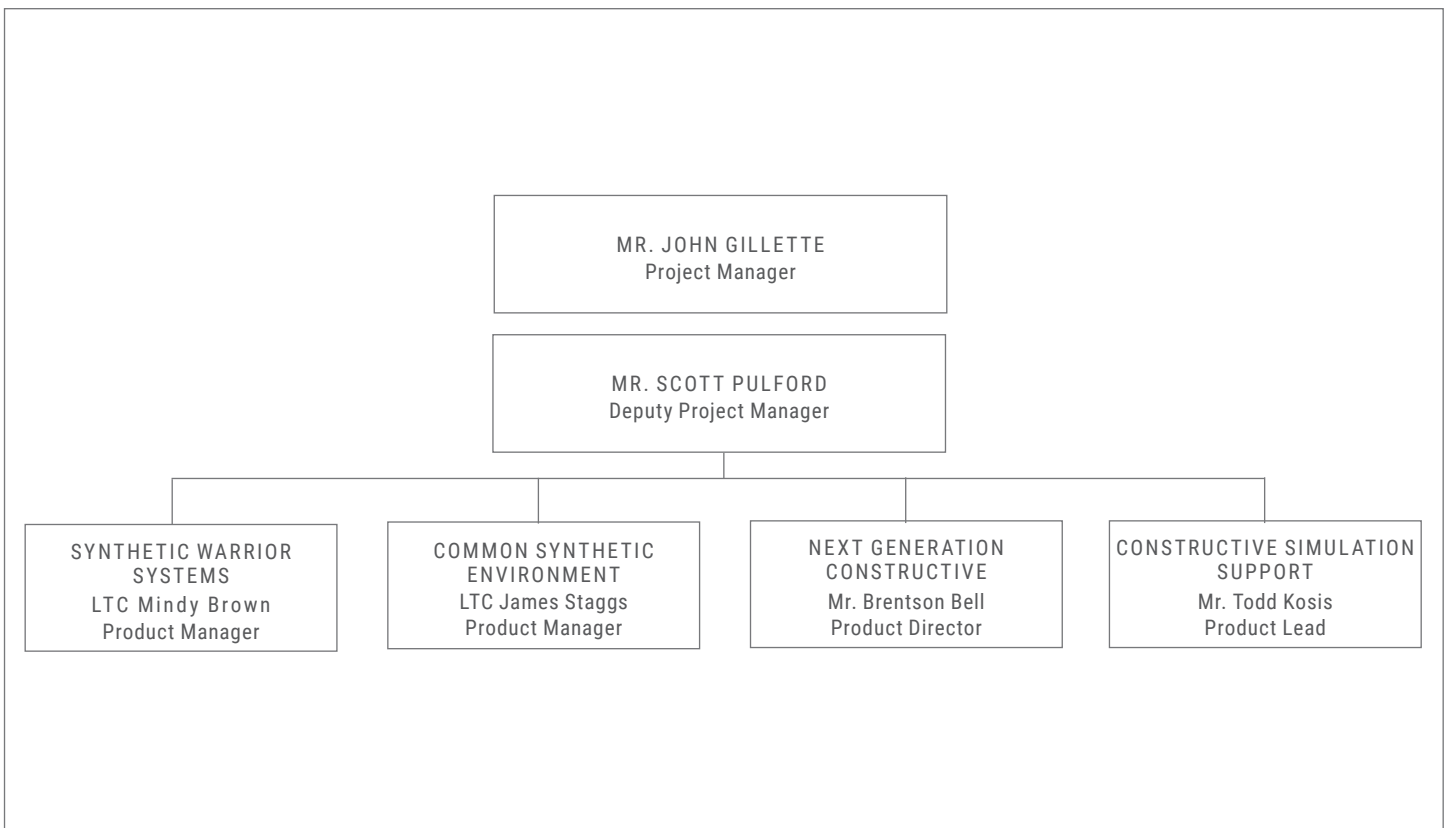 MR. JOHN GILLETTE
Project Manager
MR. SCOTT PULFORD
Deputy Project Manager
SYNTHETIC WARRIOR
SYSTEMS
LTC Mindy Brown
Product Manager
COMMON SYNTHETIC
ENVIRONMENT
LTC James Staggs
Product Manager
NEXT GENERATION
CONSTRUCTIVE
Mr. Brentson Bell
Product Director
CONSTRUCTIVE SIMULATION
SUPPORT
Mr. Todd Kosis
Product Lead